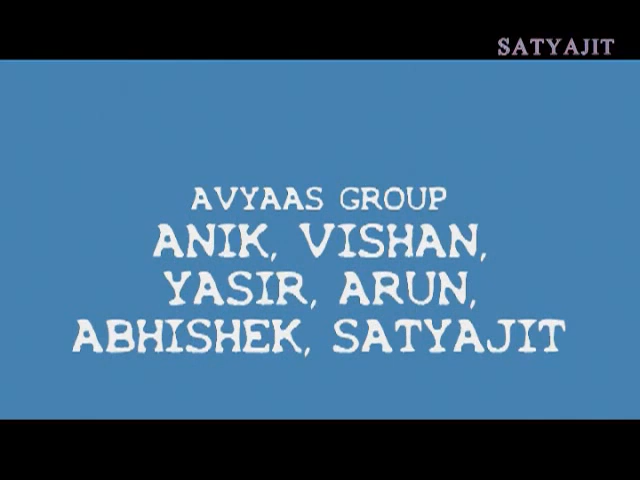 SATYAJIT
AVYAAS GROUP
ANIK, VISHAN,
YASIR, ARUN,
ABHISHEK, SATYAJIT